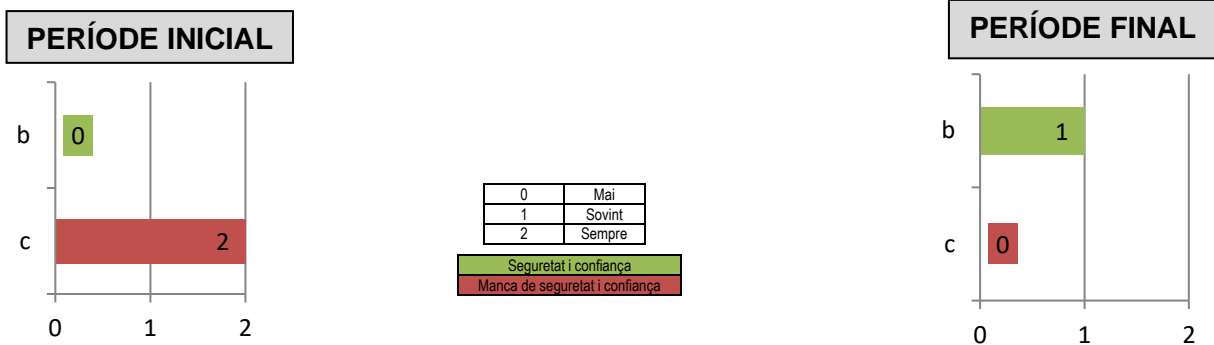 PERÍODE INICIAL
b
0
c
2
0 1 2
0 Mai
1 Sovint
2 Sempre
Seguretat i confiança
Manca de seguretat i confiança
PERÍODE FINAL
b
1
c
0
0 1 2